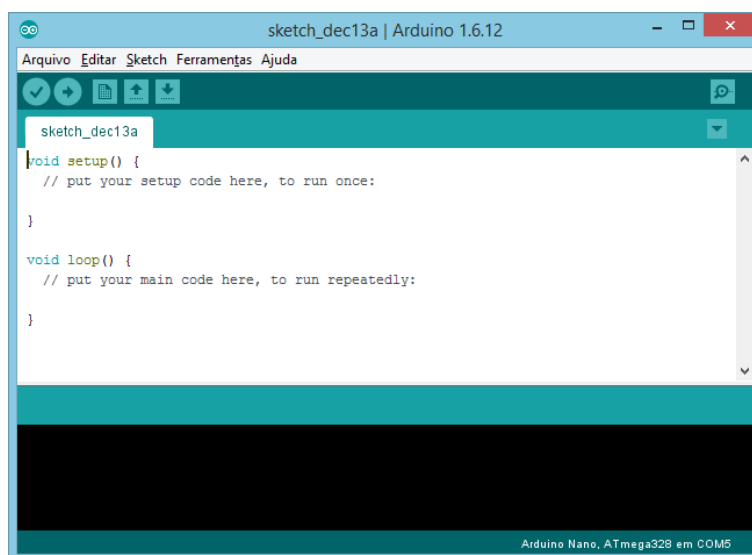 sketch_dec13a | Arduino 1.6.12
Arquivo Editar Sketch Ferramentas Ajuda
sketch_dec13a
void setup() {
// put your setup code here, to run once:
}
void loop() {
// put your main code here, to run repeatedly:
}
Arduino Nano, ATmega328 em COM5